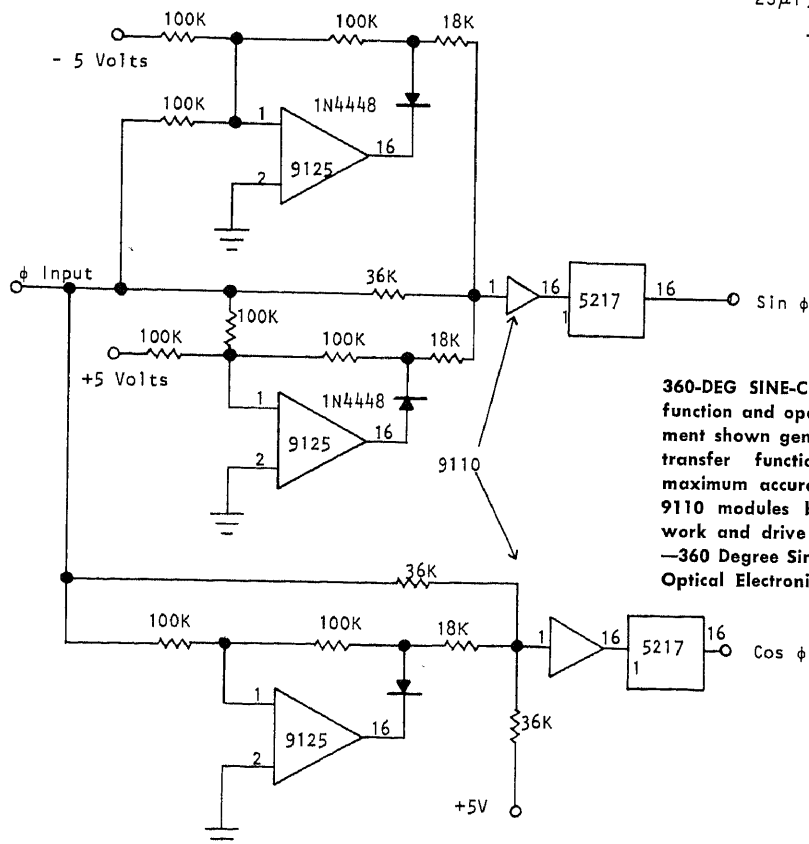 25μF
100K
100K
18K
- 5 Volts
100K
1N4448
1
16
9125
2
ϕ Input
36K
1
16
5217
16
1
Sin ϕ
100K
100K
100K
18K
+5 Volts
1
1N4448
16
9125
2
9110
360-DEG SINE-C
function and ope
ment shown gen
transfer functio
maximum accur
9110 modules b
work and drive
—360 Degree Sin
Optical Electroni
36K
100K
100K
18K
1
16
5217
16
1
Cos ϕ
1
16
9125
2
36K
+5V